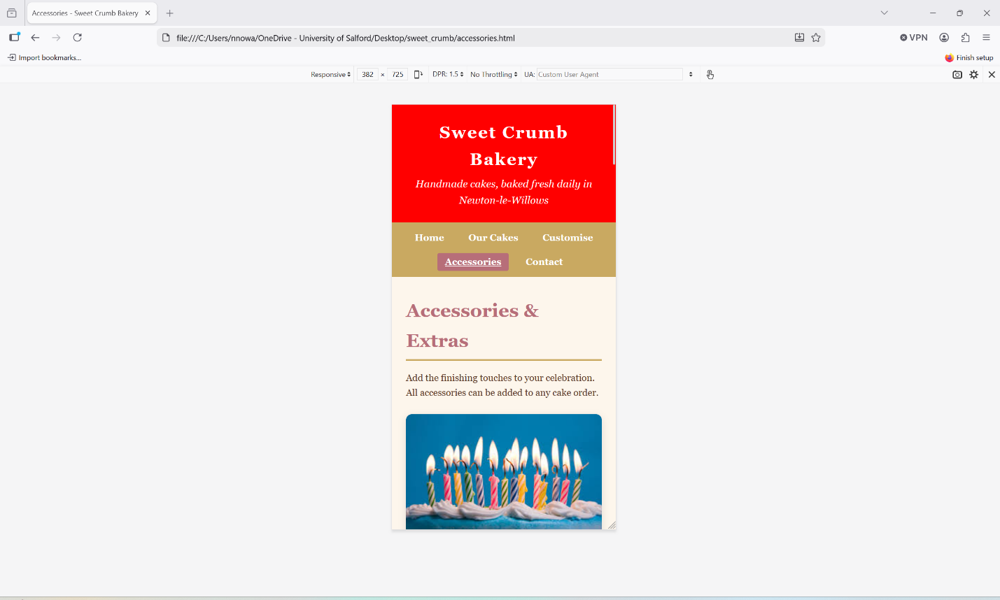 Accessories - Sweet Crumb Bakery
file:///C:/Users/nnowa/OneDrive - University of Salford/Desktop/sweet_crumb/accessories.html
VPN
Import bookmarks...
Finish setup
Responsive 382 × 725 DPR: 1.5 No Throttling UA: Custom User Agent
Sweet Crumb
Bakery
Handmade cakes, baked fresh daily in
Newton-le-Willows
Home Our Cakes Customise
Accessories Contact
Accessories &
Extras
Add the finishing touches to your celebration.
All accessories can be added to any cake order.